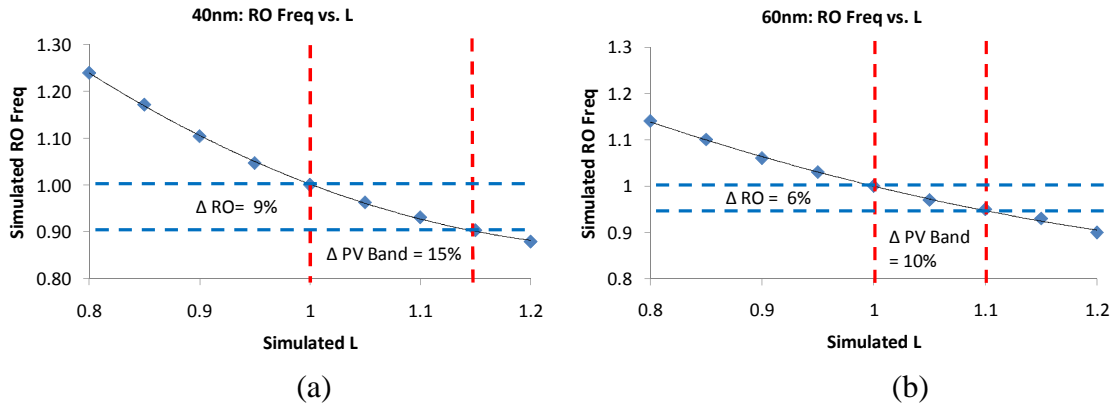 40nm: RO Freq vs. L
Simulated RO Freq
1.30
1.20
1.10
1.00
0.90
0.80
Δ RO= 9%
Δ PV Band = 15%
0.8
0.9
1
1.1
1.2
Simulated L
(a)
60nm: RO Freq vs. L
Simulated RO Freq
1.3
1.2
1.1
1
0.9
0.8
Δ RO = 6%
Δ PV Band
= 10%
0.8
0.9
1
1.1
1.2
Simulated L
(b)